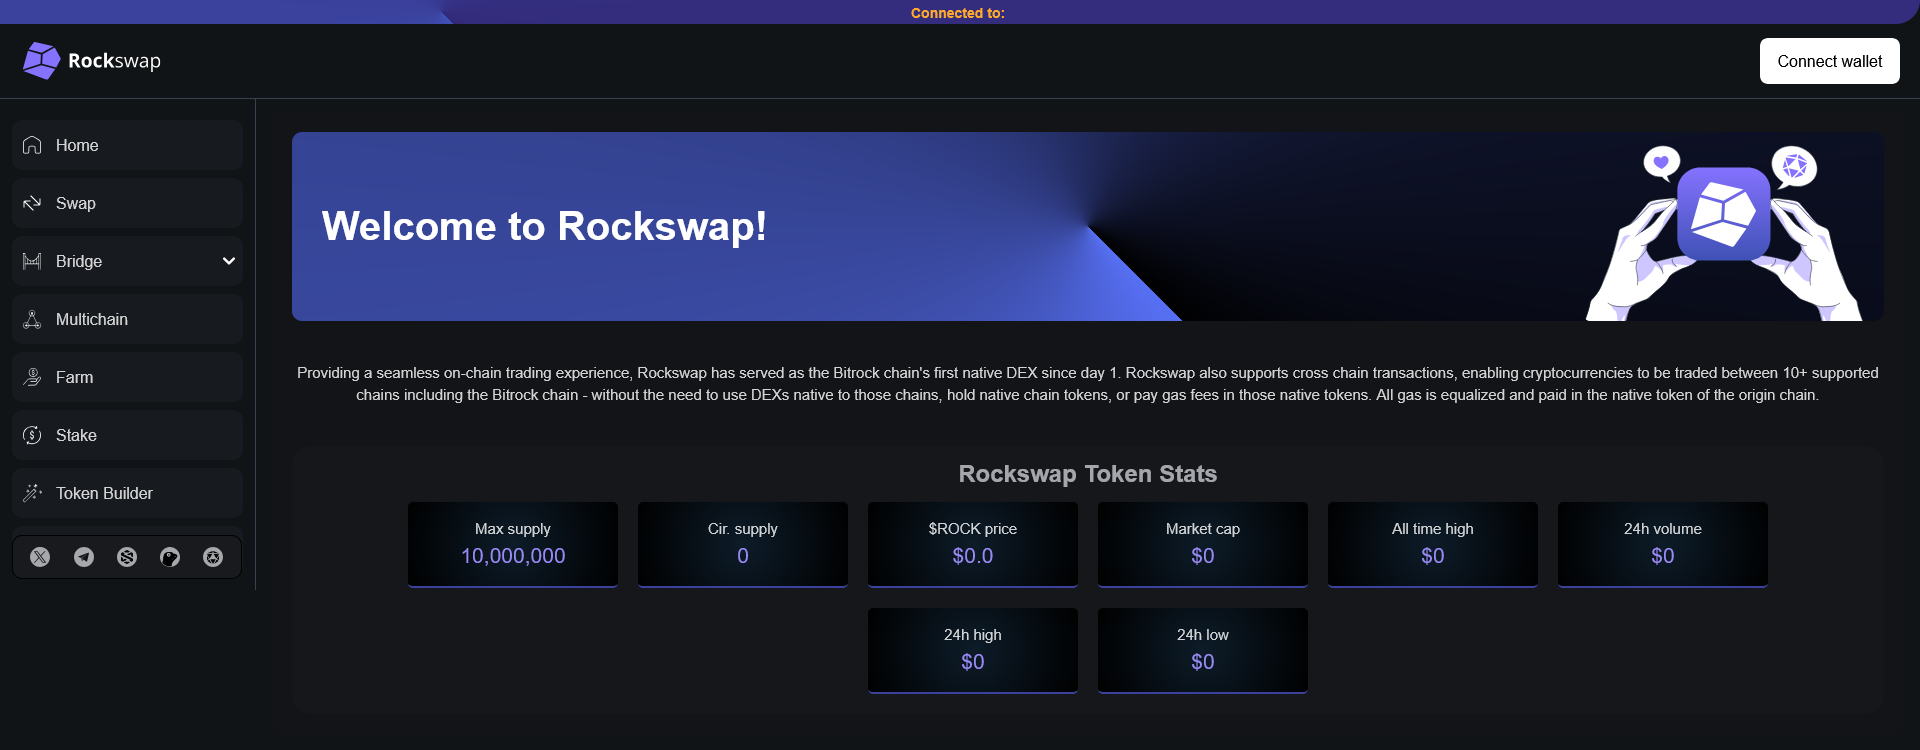 Connected to:
Rockswap
Connect wallet
Home
Swap
Bridge
Multichain
Farm
Stake
Token Builder
Welcome to Rockswap!
Providing a seamless on-chain trading experience, Rockswap has served as the Bitrock chain's first native DEX since day 1. Rockswap also supports cross chain transactions, enabling cryptocurrencies to be traded between 10+ supported
chains including the Bitrock chain - without the need to use DEXs native to those chains, hold native chain tokens, or pay gas fees in those native tokens. All gas is equalized and paid in the native token of the origin chain.
Rockswap Token Stats
Max supply
10,000,000
Cir. supply
0
$ROCK price
$0.0
Market cap
$0
All time high
$0
24h volume
$0
24h high
$0
24h low
$0